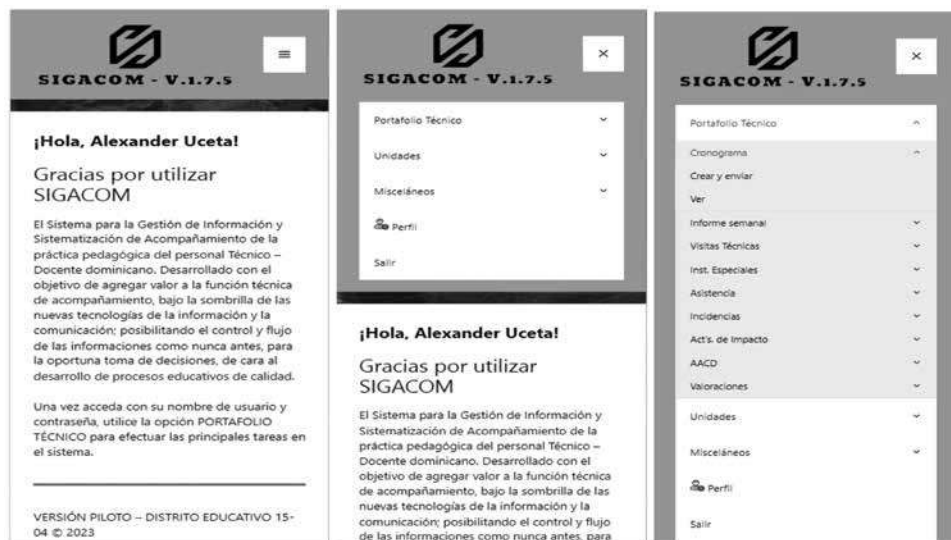 SIGACOM - V.1.7.5
¡Hola, Alexander Uceta!
Gracias por utilizar
SIGACOM
El Sistema para la Gestión de Información y
Sistematización de Acompañamiento de la
práctica pedagógica del personal Técnico –
Docente dominicano. Desarrollado con el
objetivo de agregar valor a la función técnica
de acompañamiento, bajo la sombrilla de las
nuevas tecnologías de la información y la
comunicación; posibilitando el control y flujo
de las informaciones como nunca antes, para
la oportuna toma de decisiones, de cara al
desarrollo de procesos educativos de calidad.
Una vez acceda con su nombre de usuario y
contraseña, utilice la opción PORTAFOLIO
TÉCNICO para efectuar las principales tareas en
el sistema.
VERSIÓN PILOTO – DISTRITO EDUCATIVO 15-
04 © 2023
SIGACOM - V.1.7.5
Portafolio Técnico
Unidades
Misceláneos
Perfil
Salir
¡Hola, Alexander Uceta!
Gracias por utilizar
SIGACOM
El Sistema para la Gestión de Información y
Sistematización de Acompañamiento de la
práctica pedagógica del personal Técnico –
Docente dominicano. Desarrollado con el
objetivo de agregar valor a la función técnica
de acompañamiento, bajo la sombrilla de las
nuevas tecnologías de la información y la
comunicación; posibilitando el control y flujo
de las informaciones como nunca antes, para
SIGACOM - V.1.7.5
Portafolio Técnico
Cronograma
Crear y enviar
Ver
Informe semanal
Visitas Técnicas
Inst. Especiales
Asistencia
Incidencias
Act's. de Impacto
AACD
Valoraciones
Unidades
Misceláneos
Perfil
Salir